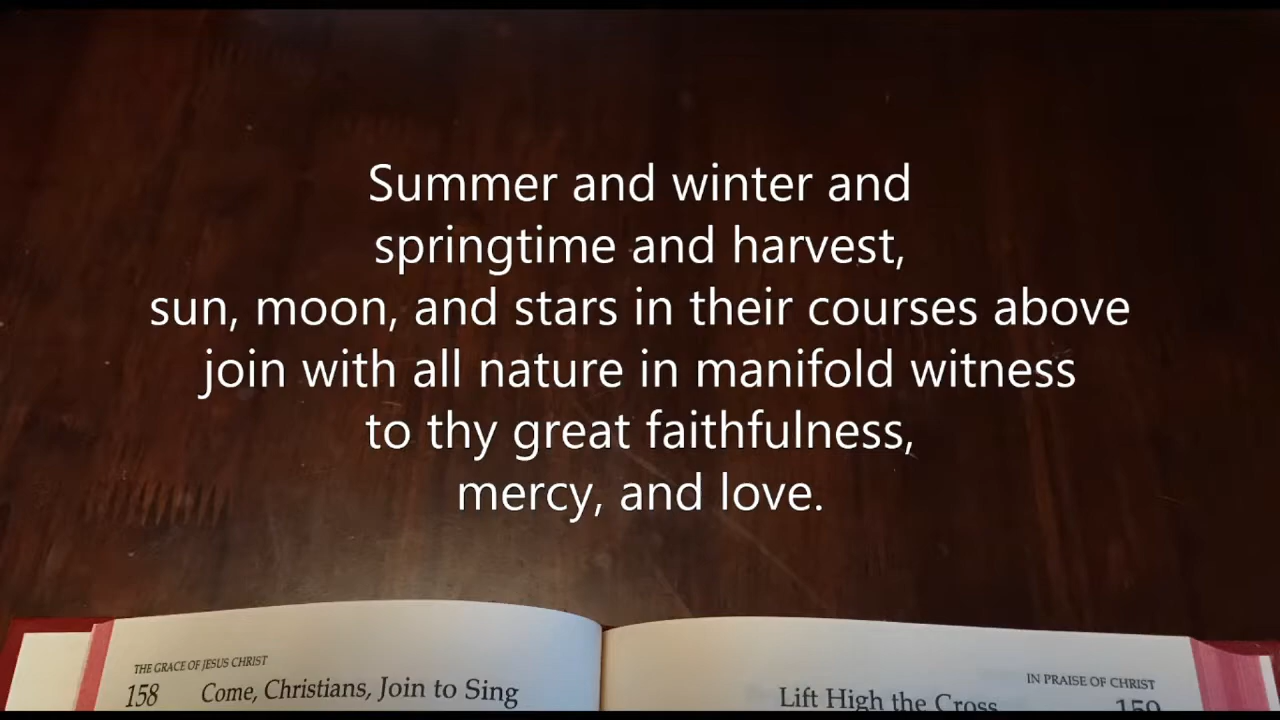 Summer and winter and
springtime and harvest,
sun, moon, and stars in their courses above
join with all nature in manifold witness
to thy great faithfulness,
mercy, and love.
THE GRACE OF JESUS CHRIST
158 Come, Christians, Join to Sing
IN PRAISE OF CHRIST
Lift High the Cross 159